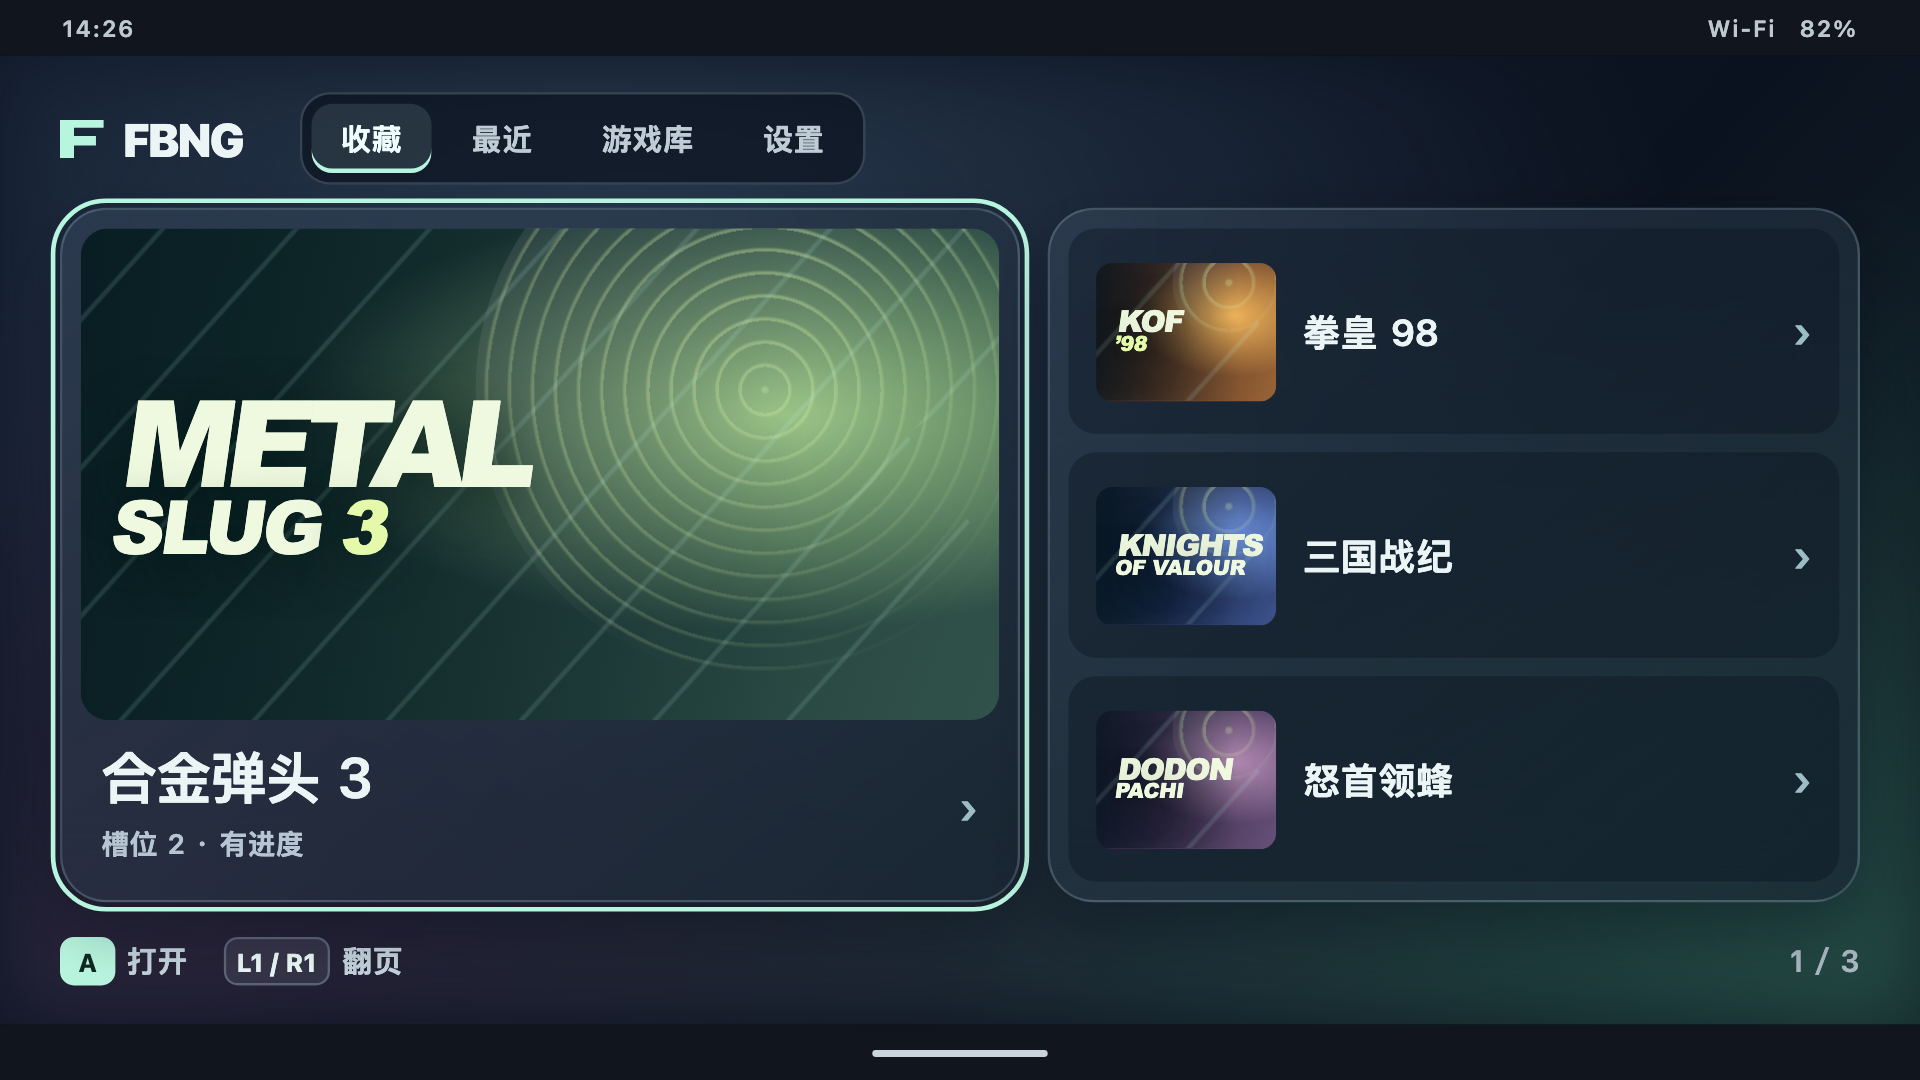 14:26
Wi-Fi 82%
FBNG
收藏 最近 游戏库 设置
METAL
SLUG 3
合金弹头 3
槽位 2 · 有进度
KOF
'98
拳皇 98
KNIGHTS
OF VALOUR
三国战纪
DODON
PACHI
怒首领蜂
A 打开 L1 / R1 翻页
1 / 3